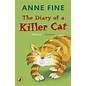 ANNE FINE
The Diary of a
Killer Cat